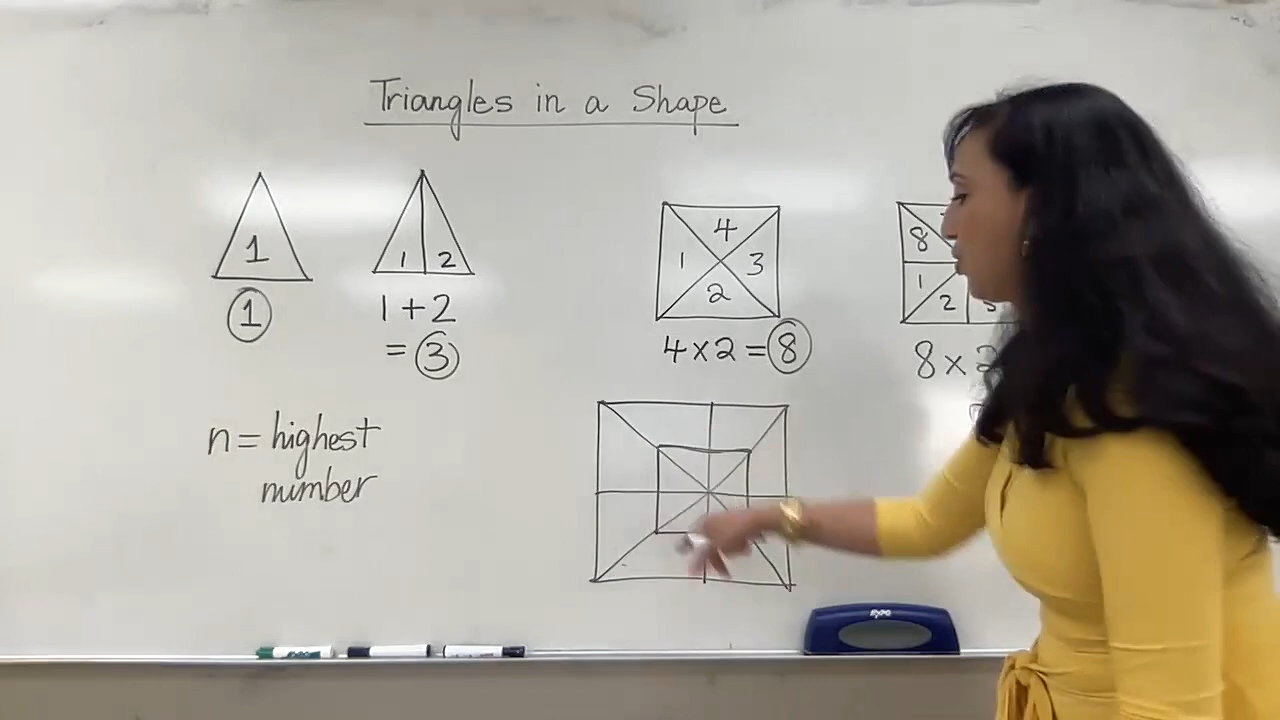 Triangles in a Shape
1
1 2
1
1 + 2
= 3
4
1 3
2
4 x 2 = 8
8
1
2
8 x 2
n = highest
number
EXPO